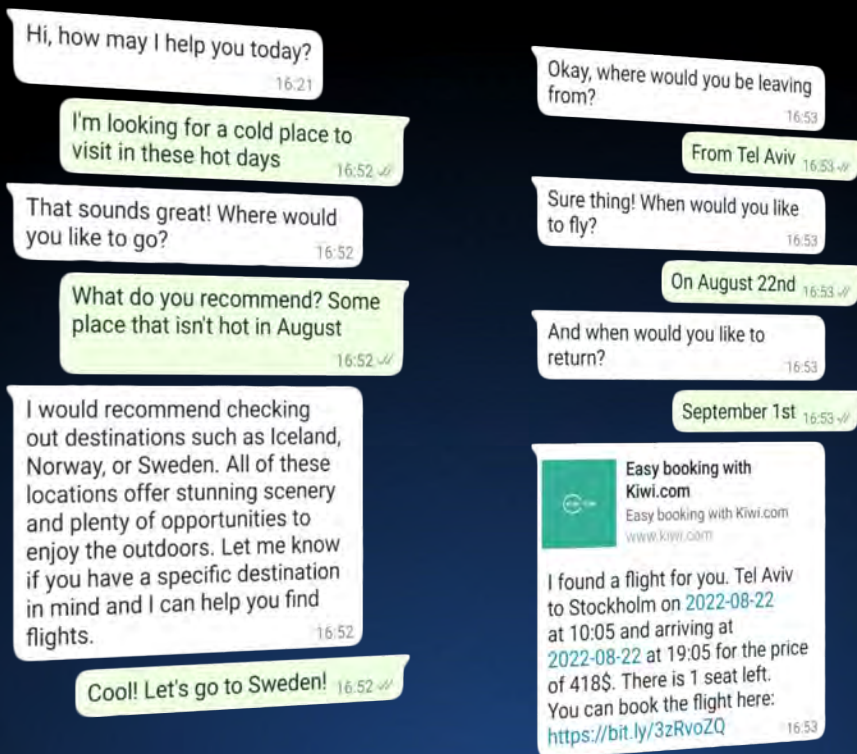 Hi, how may I help you today?
16:21
I'm looking for a cold place to
visit in these hot days
16:52
That sounds great! Where would
you like to go?
16:52
What do you recommend? Some
place that isn't hot in August
16:52
I would recommend checking
out destinations such as Iceland,
Norway, or Sweden. All of these
locations offer stunning scenery
and plenty of opportunities to
enjoy the outdoors. Let me know
if you have a specific destination
in mind and I can help you find
flights.
16:52
Cool! Let's go to Sweden! 16:52
Okay, where would you be leaving
from?
16:53
From Tel Aviv 16:53
Sure thing! When would you like
to fly?
16:53
On August 22nd 16:53
And when would you like to
return?
16:53
September 1st 16:53
Easy booking with
Kiwi.com
Easy booking with Kiwi.com
www.kiwi.com
I found a flight for you. Tel Aviv
to Stockholm on 2022-08-22
at 10:05 and arriving at
2022-08-22 at 19:05 for the price
of 418$. There is 1 seat left.
You can book the flight here:
https://bit.ly/3zRvoZQ
16:53